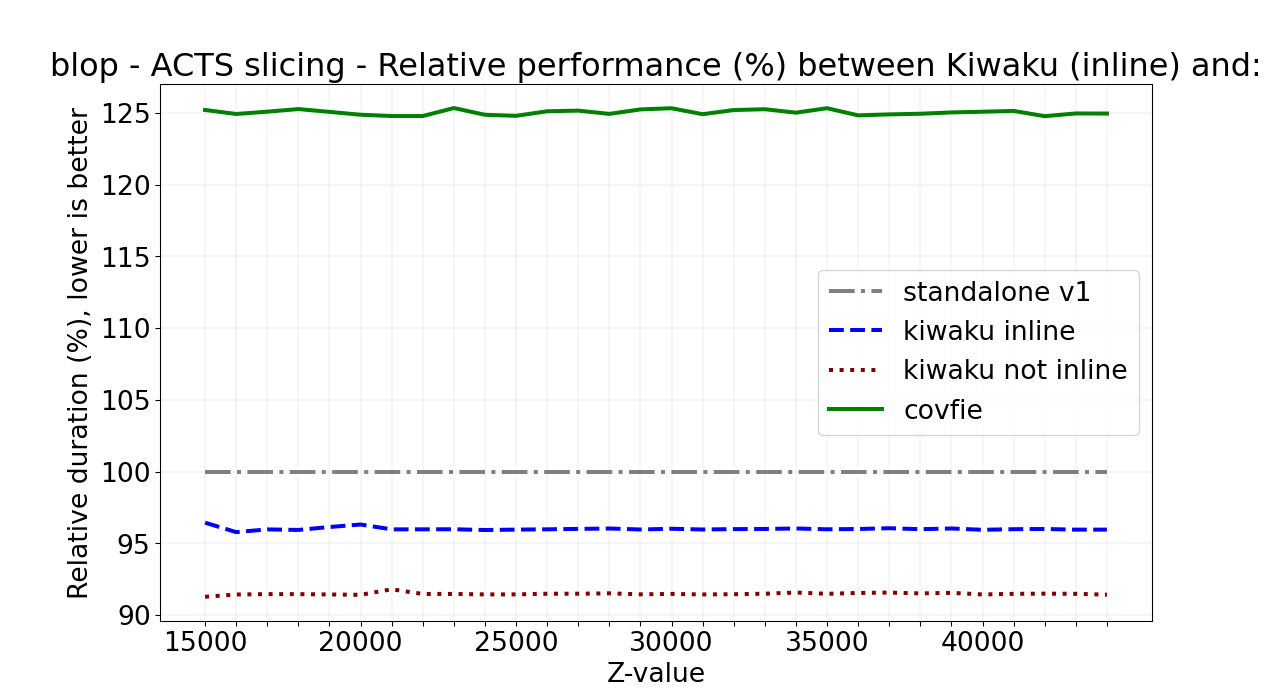 blop - ACTS slicing - Relative performance (%) between Kiwaku (inline) and:
Relative duration (%), lower is better
125
120
115
110
105
100
95
90
standalone v1
kiwaku inline
kiwaku not inline
covfie
15000 20000 25000 30000 35000 40000
Z-value